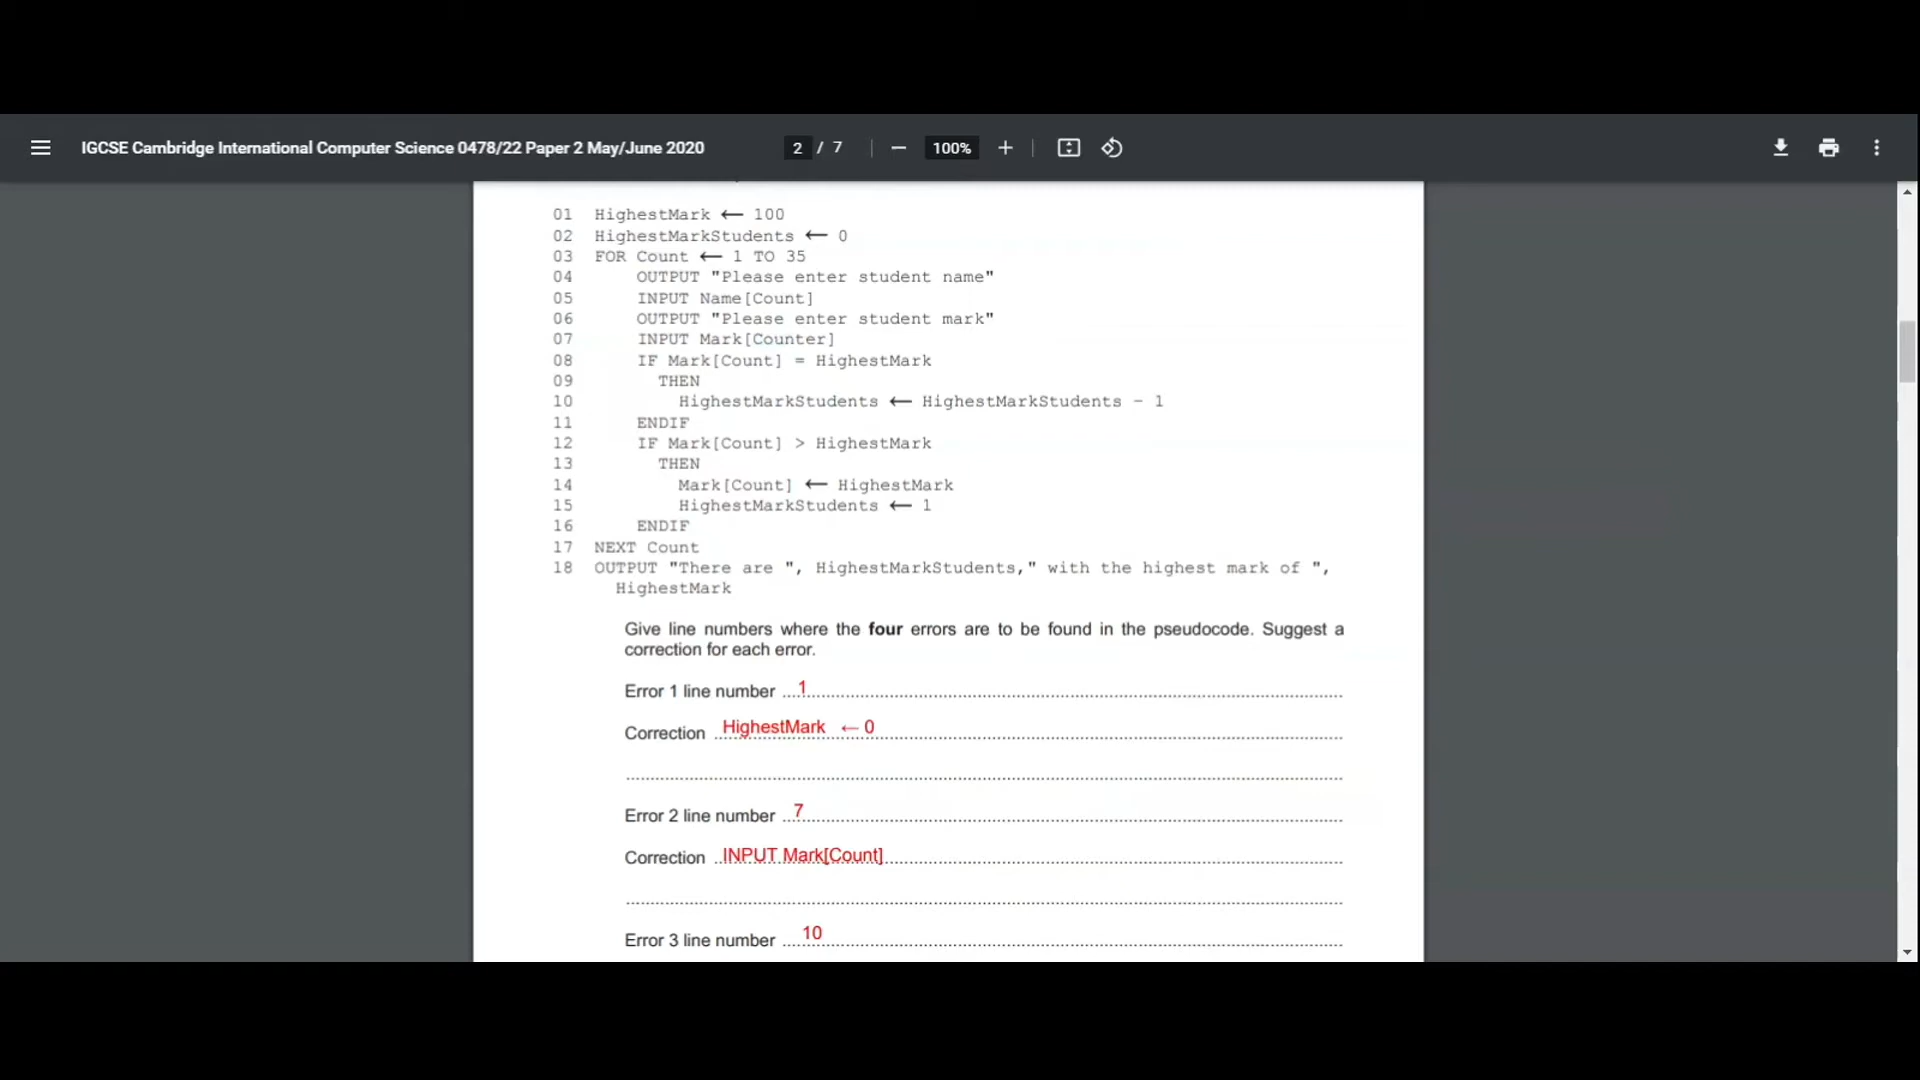 IGCSE Cambridge International Computer Science 0478/22 Paper 2 May/June 2020 2 / 7 100%
01 HighestMark ← 100
02 HighestMarkStudents ← 0
03 FOR Count ← 1 TO 35
04 OUTPUT "Please enter student name"
05 INPUT Name[Count]
06 OUTPUT "Please enter student mark"
07 INPUT Mark[Counter]
08 IF Mark[Count] = HighestMark
09 THEN
10 HighestMarkStudents ← HighestMarkStudents - 1
11 ENDIF
12 IF Mark[Count] > HighestMark
13 THEN
14 Mark[Count] ← HighestMark
15 HighestMarkStudents ← 1
16 ENDIF
17 NEXT Count
18 OUTPUT "There are ", HighestMarkStudents," with the highest mark of ",
HighestMark
Give line numbers where the four errors are to be found in the pseudocode. Suggest a
correction for each error.
Error 1 line number 1
Correction HighestMark ← 0
Error 2 line number 7
Correction INPUT Mark[Count]
Error 3 line number 10